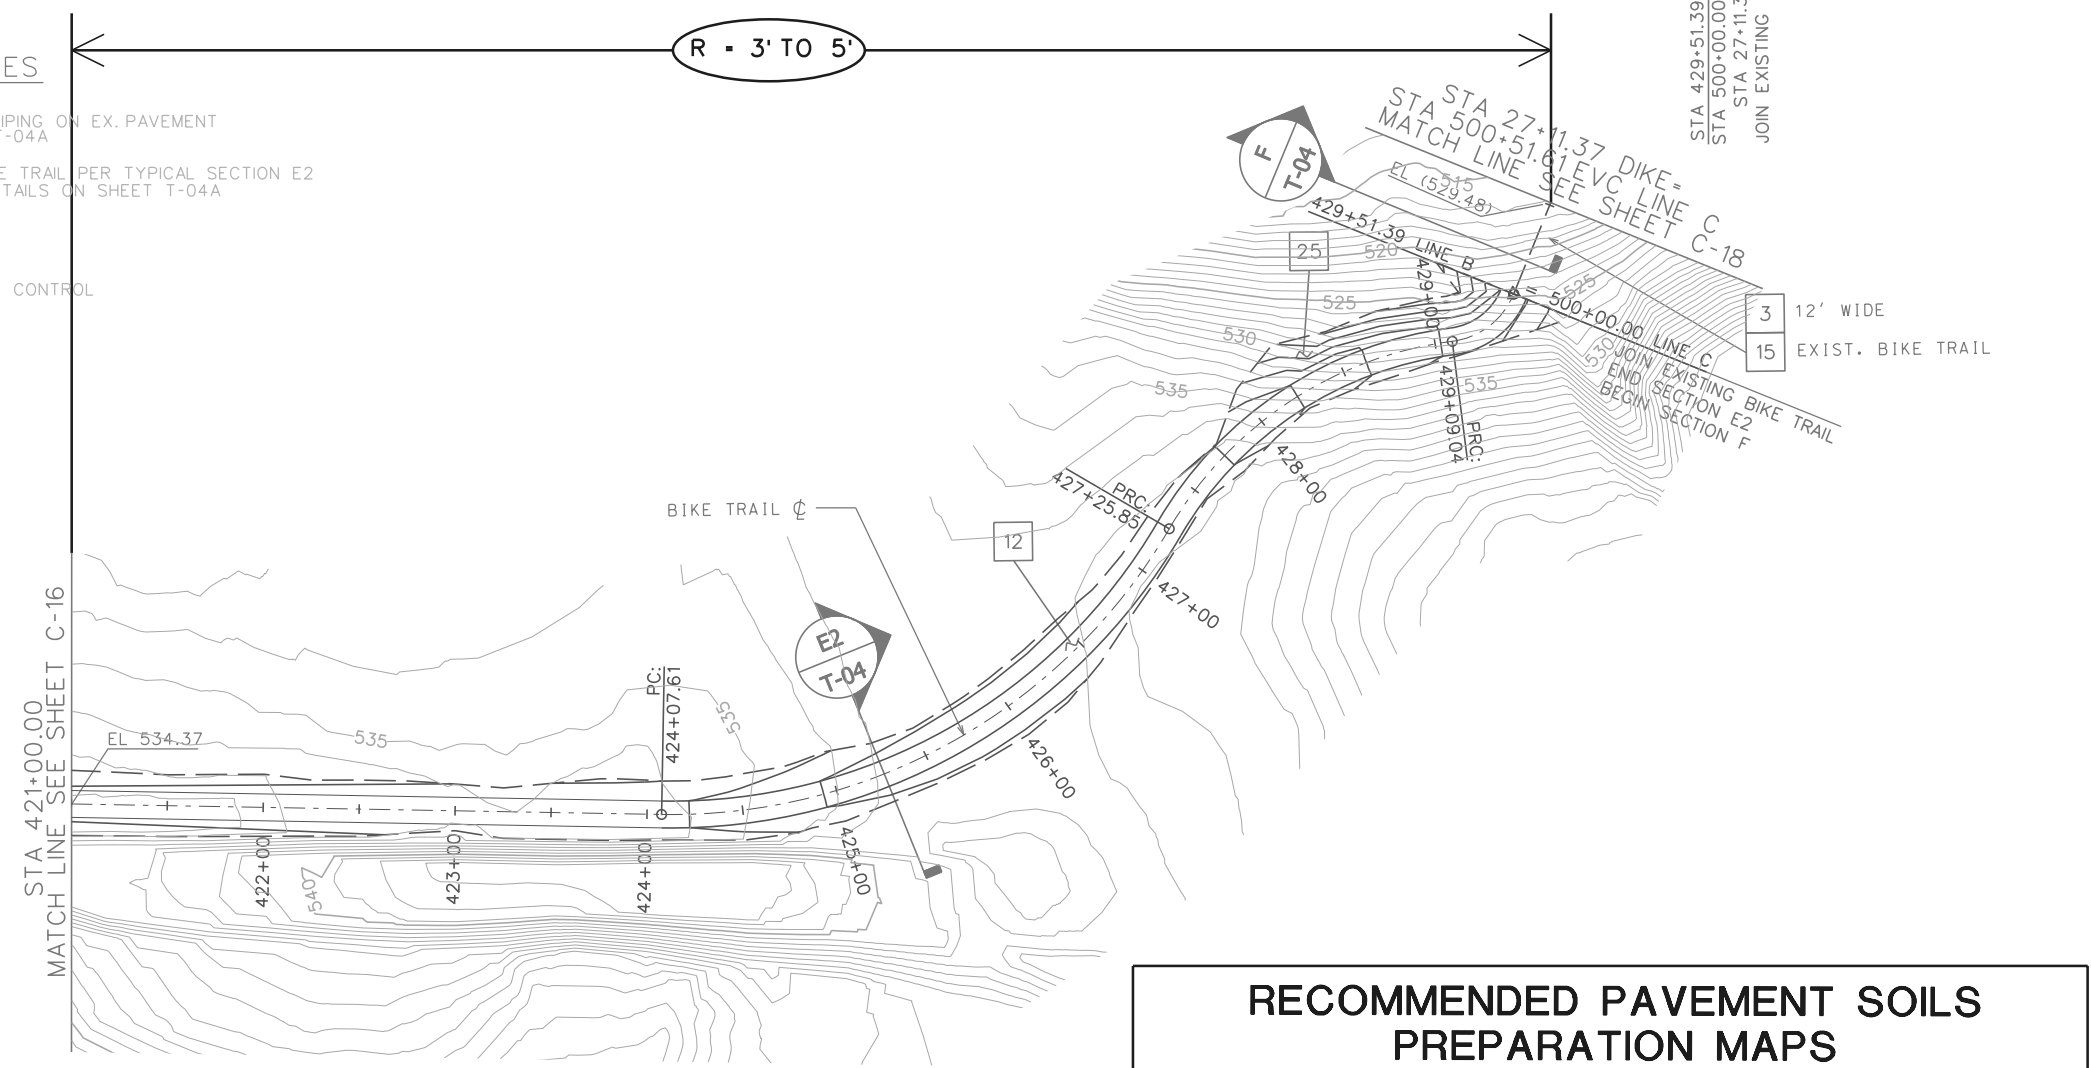 R = 3' TO 5'
ES
IPING ON EX. PAVEMENT
T-04A
E TRAIL PER TYPICAL SECTION E2
TAILS ON SHEET T-04A
CONTROL
STA 429+51.39
STA 500+00.00
STA 27+11.3
JOIN EXISTING
STA 27+11.37 DIKE=
STA 500+51.61 EVC LINE C
MATCH LINE SEE SHEET C-18
F
T-04
EL (529.48)
515
429+51.39 LINE B = 500+00.00 LINE C
JOIN EXISTING BIKE TRAIL
END SECTION E2
BEGIN SECTION F
25
520
525
525
530
530
535
535
3 12' WIDE
15 EXIST. BIKE TRAIL
429+00
PRC:
429+09.04
428+00
PRC:
427+25.85
BIKE TRAIL ℄
12
427+00
E2
T-04
426+00
PC:
424+07.61
535
535
EL 534.37
STA 421+00.00
MATCH LINE SEE SHEET C-16
422+00
540
423+00
424+00
425+00
RECOMMENDED PAVEMENT SOILS
PREPARATION MAPS